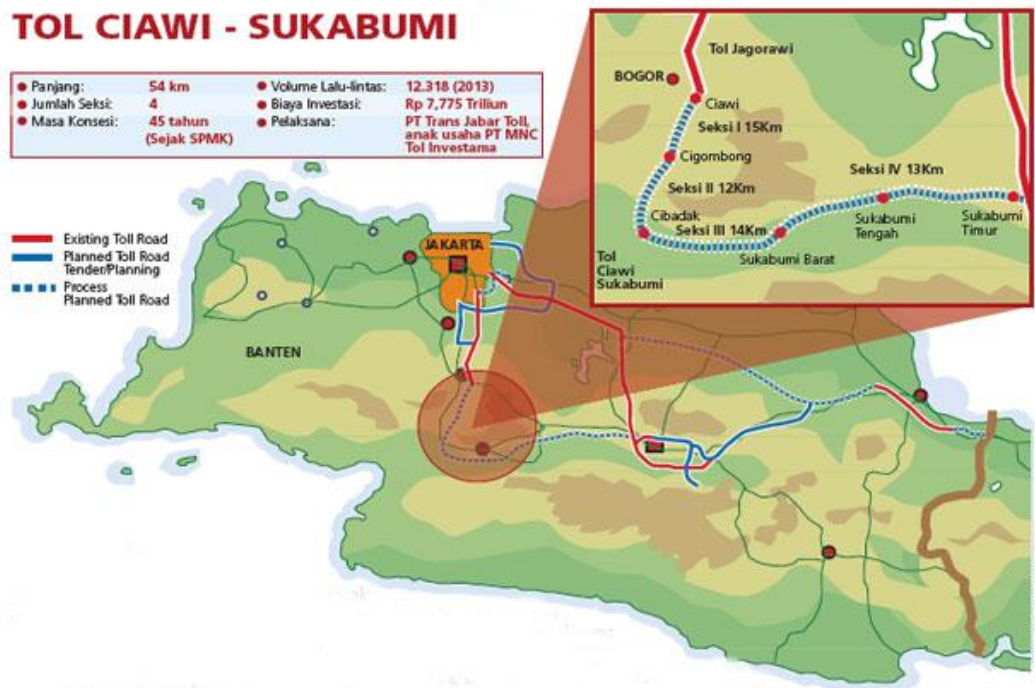 TOL CIAWI - SUKABUMI
Panjang: 54 km
Jumlah Seksi: 4
Masa Konsesi: 45 tahun
(Sejak SPMK)
Volume Lalu-lintas: 12.318 (2013)
Biaya Investasi: Rp 7,775 Triliun
Pelaksana: PT Trans Jabar Toll,
anak usaha PT MNC
Tol Investama
Existing Toll Road
Planned Toll Road
Tender/Planning
Process
Planned Toll Road
JAKARTA
BANTEN
Tol Jagorawi
BOGOR
Ciawi
Seksi I 15Km
Cigombong
Seksi II 12Km
Cibadak
Seksi III 14Km
Sukabumi Barat
Seksi IV 13Km
Sukabumi
Tengah
Sukabumi
Timur
Tol
Ciawi
Sukabumi